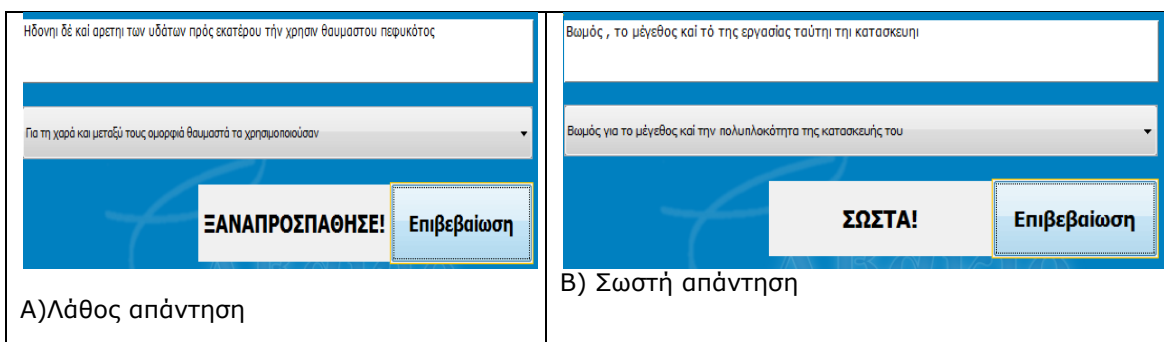 Ηδονηι δέ καί αρετηι των υδάτων πρός εκατέρου τήν χρησιν θαυμαστου πεφυκότος
Για τη χαρά και μεταξύ τους ομορφιά θαυμαστά τα χρησιμοποιούσαν
ΞΑΝΑΠΡΟΣΠΑΘΗΣΕ!
Επιβεβαίωση
Α)Λάθος απάντηση
Βωμός , το μέγεθος καί τό της εργασίας ταύτηι τηι κατασκευηι
Βωμός για το μέγεθος καί την πολυπλοκότητα της κατασκευής του
ΣΩΣΤΑ!
Επιβεβαίωση
Β) Σωστή απάντηση